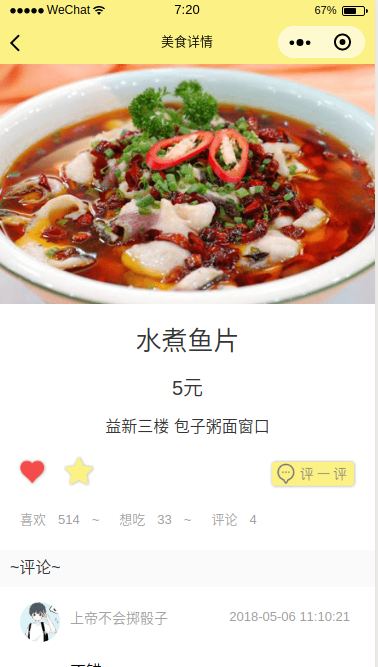 WeChat 7:20 67%
美食详情
水煮鱼片
5元
益新三楼 包子粥面窗口
评一评
喜欢 514 ~ 想吃 33 ~ 评论 4
~评论~
上帝不会掷骰子 2018-05-06 11:10:21